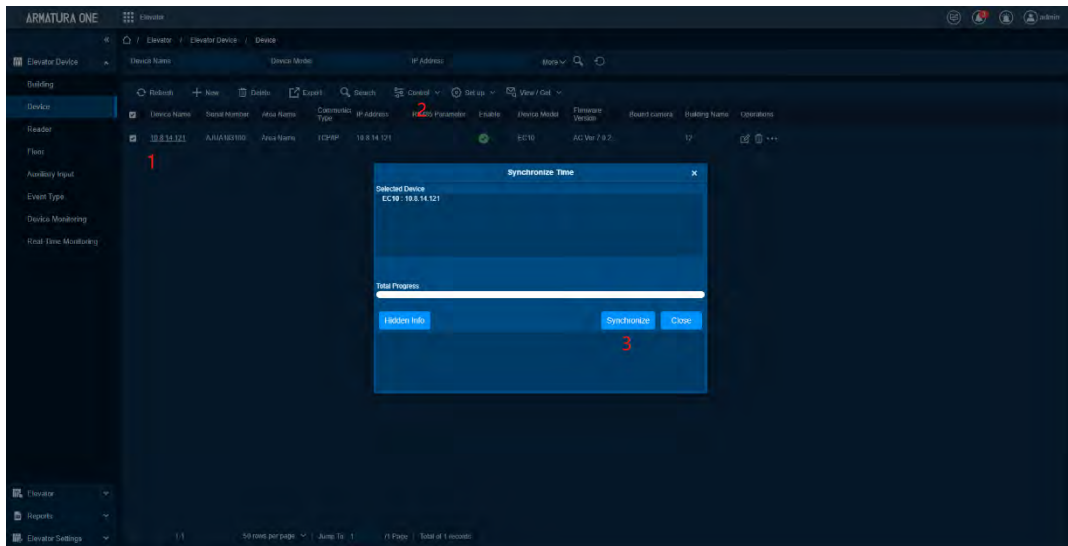 ARMATURA ONE
Elevator
admin
Elevator / Elevator Device / Device
Elevator Device
Device Name Device Model IP Address More
Building
Refresh New Delete Export Search Control Set up View / Get
Device
2
Device Name Serial Number Area Name Communic Type IP Address RS485 Parameter Enable Device Model Firmware Version Board camera Building Name Operations
Reader
10.8.14.121 Area Name TCP/IP 10.8.14.121 EC10 12
Floor
1
Auxiliary Input
Event Type
Device Monitoring
Real-Time Monitoring
Synchronize Time
Selected Device
EC10 : 10.8.14.121
Total Progress
Hidden Info Synchronize Close
3
Elevator
Reports
Elevator Settings
50 rows per page Jump To 1 /1 Page Total of 1 records